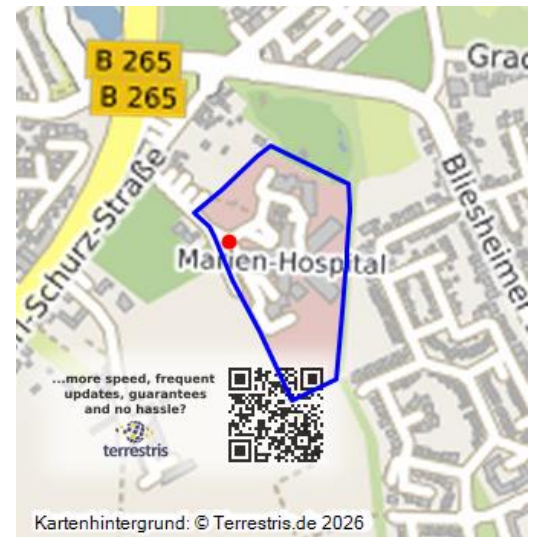 B 265
B 265
Grac
Bliesheimer
rl-Schurz-Straße
Marien-Hospital
...more speed, frequent
updates, guarantees
and no hassle?
terrestris
Kartenhintergrund: © Terrestris.de 2026